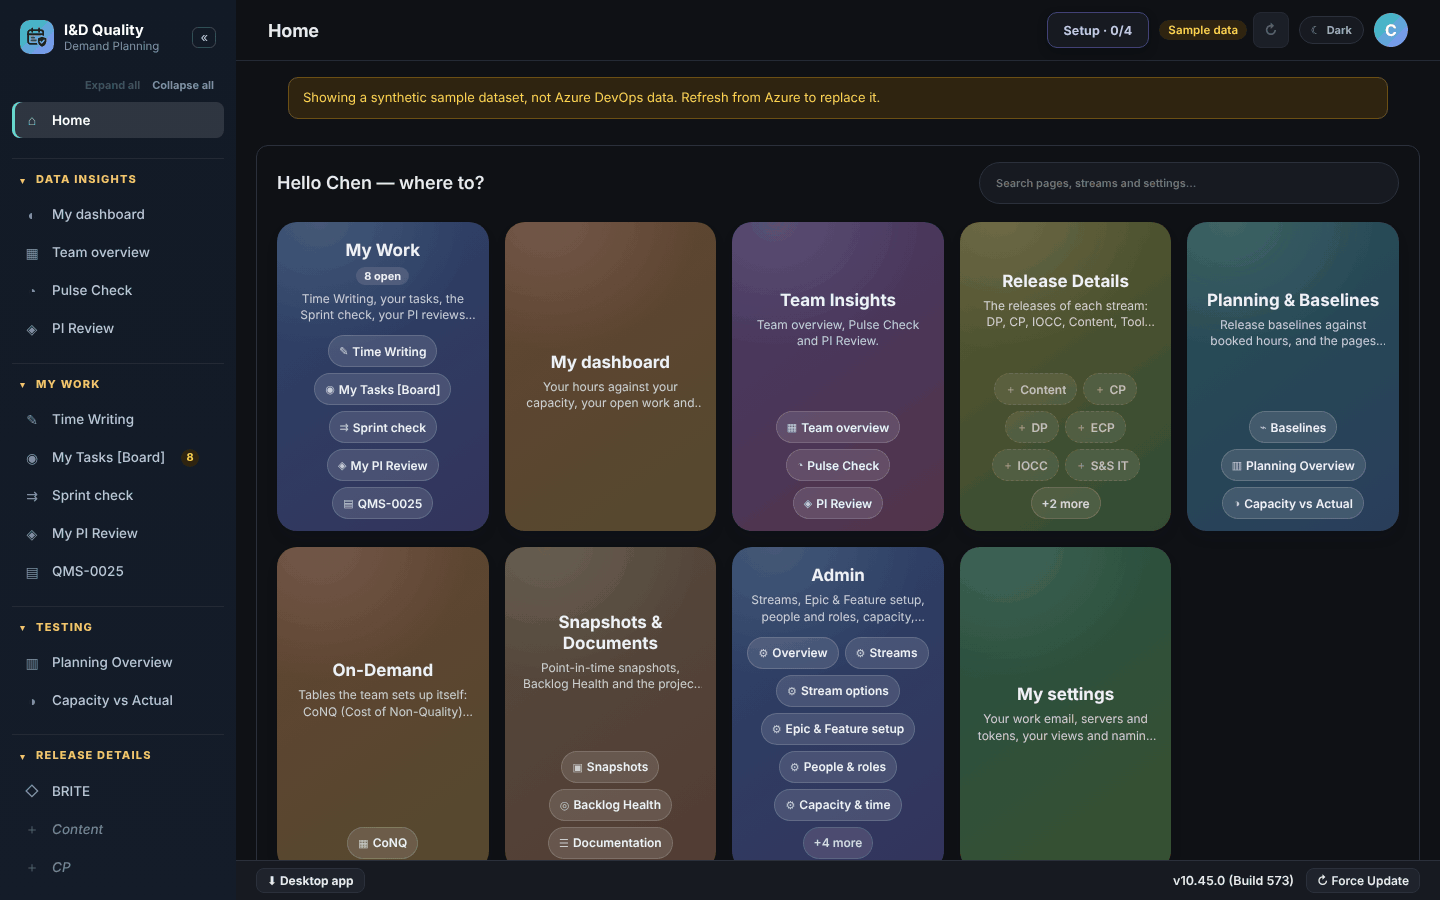 I&D Quality
Demand Planning
«
Expand all Collapse all
Home
DATA INSIGHTS
My dashboard
Team overview
Pulse Check
PI Review
MY WORK
Time Writing
My Tasks [Board] 8
Sprint check
My PI Review
QMS-0025
TESTING
Planning Overview
Capacity vs Actual
RELEASE DETAILS
BRITE
+ Content
+ CP
Home
Setup · 0/4
Sample data
Dark
C
Showing a synthetic sample dataset, not Azure DevOps data. Refresh from Azure to replace it.
Hello Chen — where to?
Search pages, streams and settings...
My Work
8 open
Time Writing, your tasks, the
Sprint check, your PI reviews...
Time Writing
My Tasks [Board]
Sprint check
My PI Review
QMS-0025
My dashboard
Your hours against your
capacity, your open work and..
Team Insights
Team overview, Pulse Check
and PI Review.
Team overview
Pulse Check
PI Review
Release Details
The releases of each stream:
DP, CP, IOCC, Content, Tool...
+ Content + CP
+ DP + ECP
+ IOCC + S&S IT
+2 more
Planning & Baselines
Release baselines against
booked hours, and the pages...
Baselines
Planning Overview
Capacity vs Actual
On-Demand
Tables the team sets up itself:
CoNQ (Cost of Non-Quality)...
CoNQ
Snapshots &
Documents
Point-in-time snapshots,
Backlog Health and the projec..
Snapshots
Backlog Health
Documentation
Admin
Streams, Epic & Feature setup,
people and roles, capacity,...
Overview Streams
Stream options
Epic & Feature setup
People & roles
Capacity & time
+4 more
My settings
Your work email, servers and
tokens, your views and namin...
Desktop app
v10.45.0 (Build 573)
Force Update